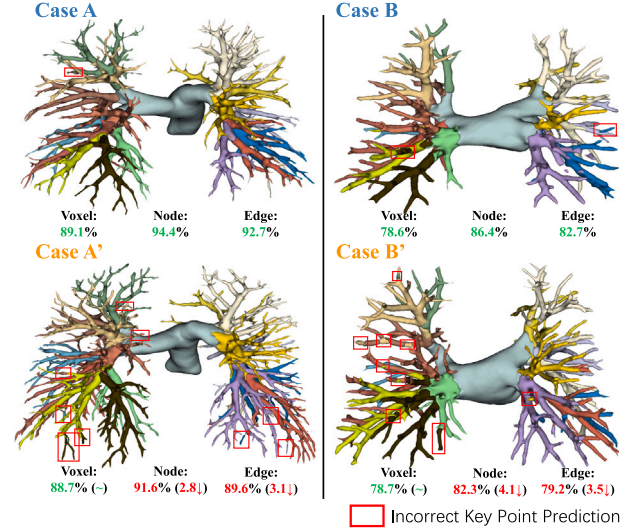 Case A
Case B
Voxel: Node: Edge:
89.1% 94.4% 92.7%
Voxel: Node: Edge:
78.6% 86.4% 82.7%
Case A’
Case B’
Voxel: Node: Edge:
88.7% (~) 91.6% (2.8↓) 89.6% (3.1↓)
Voxel: Node: Edge:
78.7% (~) 82.3% (4.1↓) 79.2% (3.5↓)
Incorrect Key Point Prediction